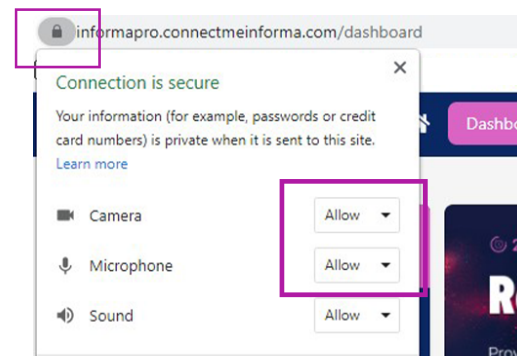 informapro.connectmeinforma.com/dashboard
Connection is secure
Your information (for example, passwords or credit
card numbers) is private when it is sent to this site.
Learn more
Camera Allow
Microphone Allow
Sound Allow